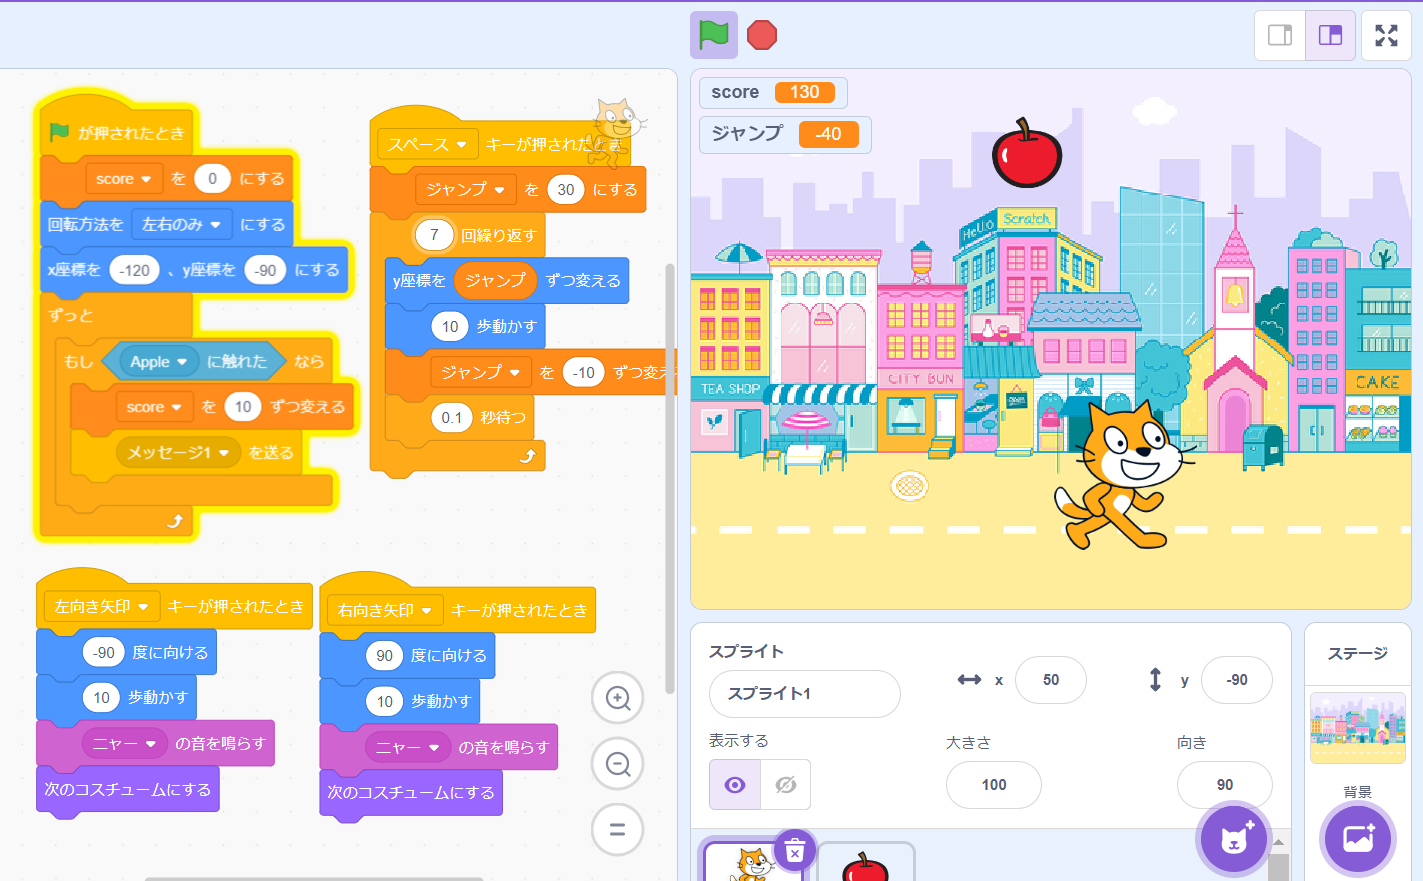 score 130
ジャンプ -40
が押されたとき
score を 0 にする
回転方法を 左右のみ にする
x座標を -120 、y座標を -90 にする
ずっと
もし Apple に触れた なら
score を 10 ずつ変える
メッセージ1 を送る
スペース キーが押されたとき
ジャンプ を 30 にする
7 回繰り返す
y座標を ジャンプ ずつ変える
10 歩動かす
ジャンプ を -10 ずつ変え
0.1 秒待つ
左向き矢印 キーが押されたとき
-90 度に向ける
10 歩動かす
ニャー の音を鳴らす
次のコスチュームにする
右向き矢印 キーが押されたとき
90 度に向ける
10 歩動かす
ニャー の音を鳴らす
次のコスチュームにする
Hello
Scratch
TEA SHOP
CITY BUN
CAKE
スプライト
スプライト1
x 50
y -90
表示する
大きさ
100
向き
90
ステージ
背景